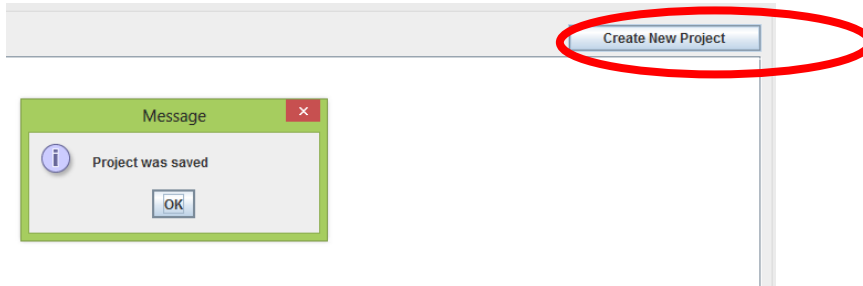 Create New Project
Message
Project was saved
OK